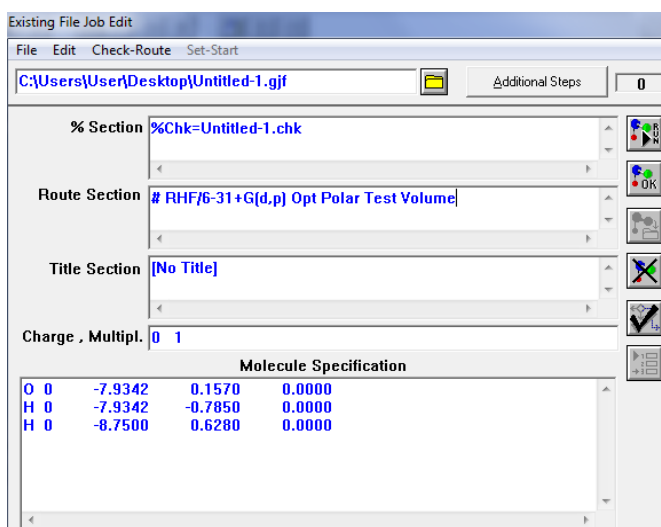 Existing File Job Edit
File Edit Check-Route Set-Start
C:\Users\User\Desktop\Untitled-1.gjf Additional Steps 0
% Section %Chk=Untitled-1.chk
RUN
OK
Route Section # RHF/6-31+G(d,p) Opt Polar Test Volume
Title Section [No Title]
Charge , Multipl. 0 1
Molecule Specification
O 0 -7.9342 0.1570 0.0000
H 0 -7.9342 -0.7850 0.0000
H 0 -8.7500 0.6280 0.0000